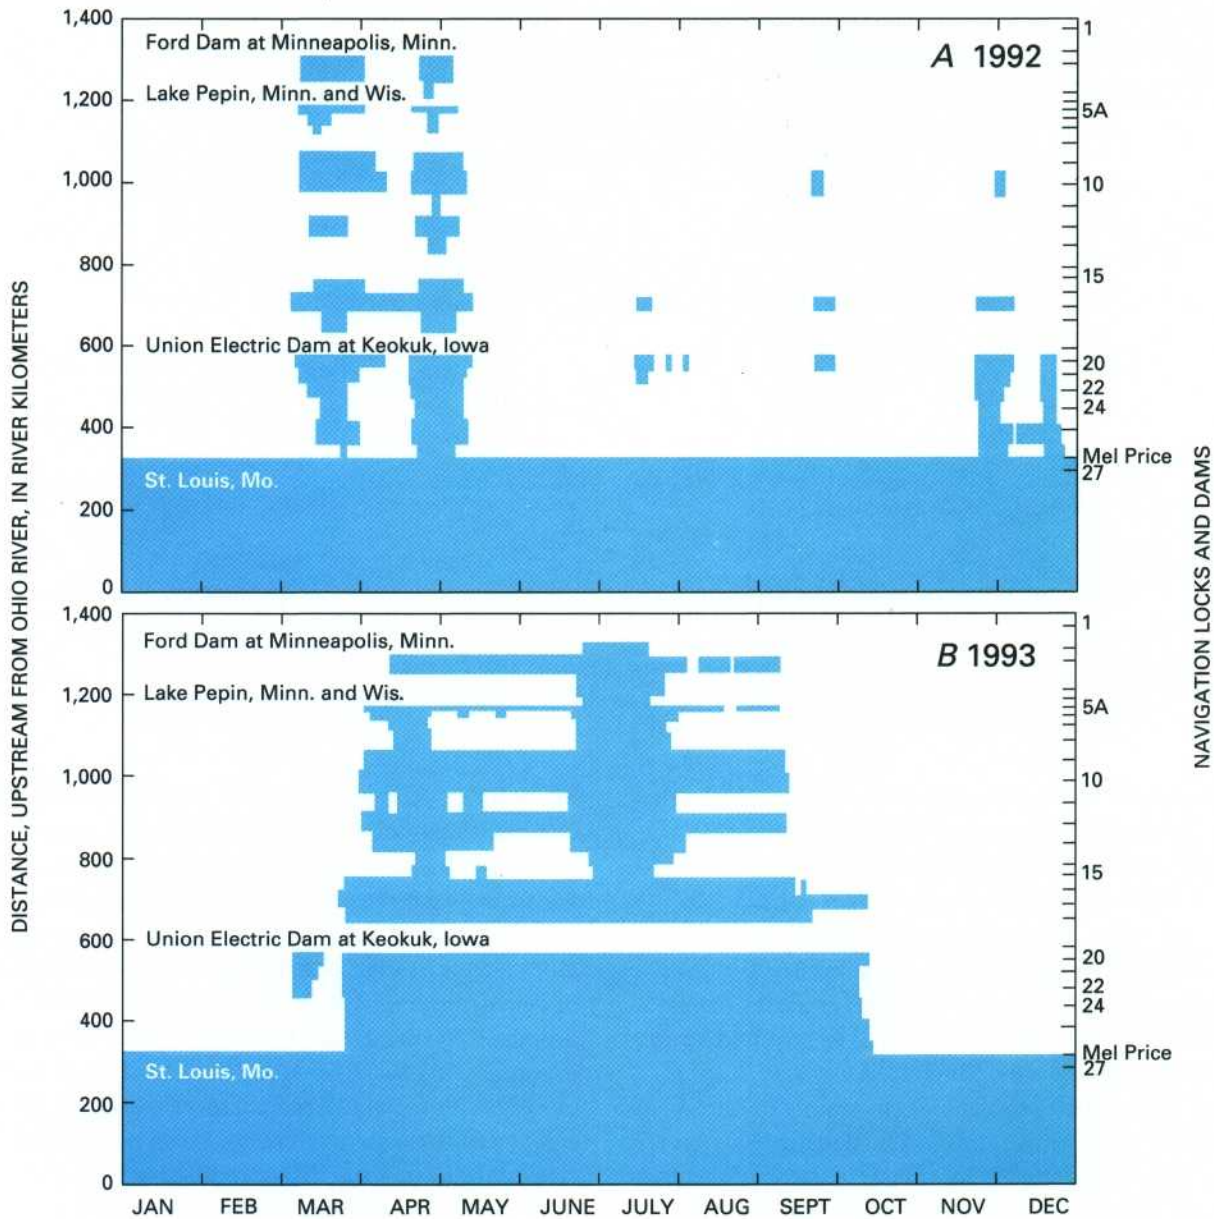 DISTANCE, UPSTREAM FROM OHIO RIVER, IN RIVER KILOMETERS
A 1992
1,400
1,200
1,000
800
600
400
200
0
Ford Dam at Minneapolis, Minn.
Lake Pepin, Minn. and Wis.
Union Electric Dam at Keokuk, Iowa
St. Louis, Mo.
1
5A
10
15
20
22
24
Mel Price
27
B 1993
1,400
1,200
1,000
800
600
400
200
0
Ford Dam at Minneapolis, Minn.
Lake Pepin, Minn. and Wis.
Union Electric Dam at Keokuk, Iowa
St. Louis, Mo.
1
5A
10
15
20
22
24
Mel Price
27
JAN FEB MAR APR MAY JUNE JULY AUG SEPT OCT NOV DEC
NAVIGATION LOCKS AND DAMS